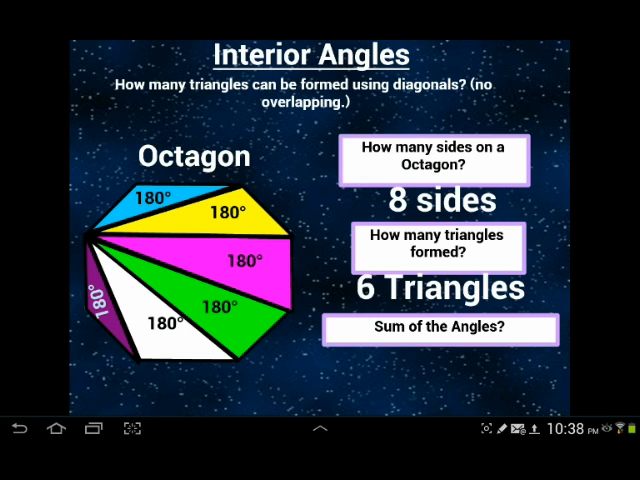 Interior Angles
How many triangles can be formed using diagonals? (no
overlapping.)
Octagon
How many sides on a
Octagon?
8 sides
How many triangles
formed?
6 Triangles
Sum of the Angles?
180°
180°
180°
180°
180°
180°
10:38 PM